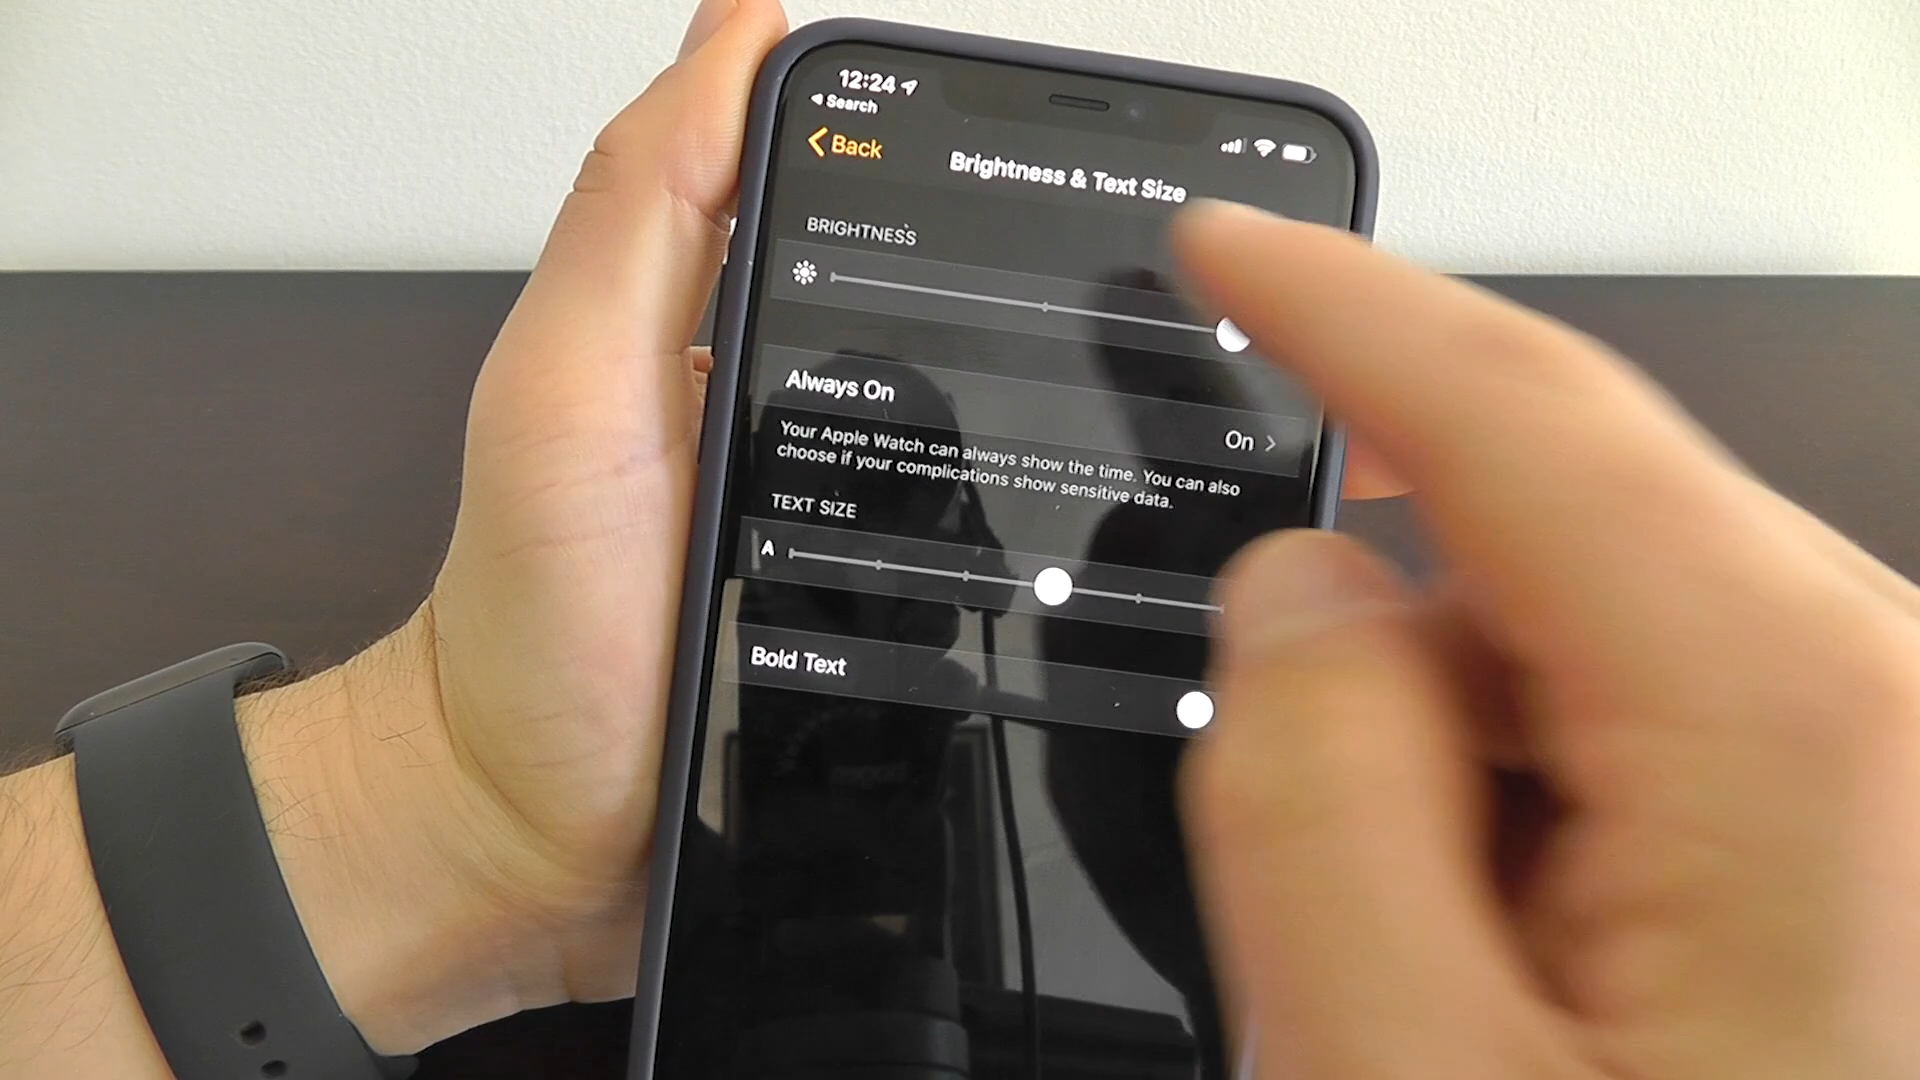 12:24
Search
Back
Brightness & Text Size
BRIGHTNESS
Always On
On
Your Apple Watch can always show the time. You can also
choose if your complications show sensitive data.
TEXT SIZE
A
Bold Text